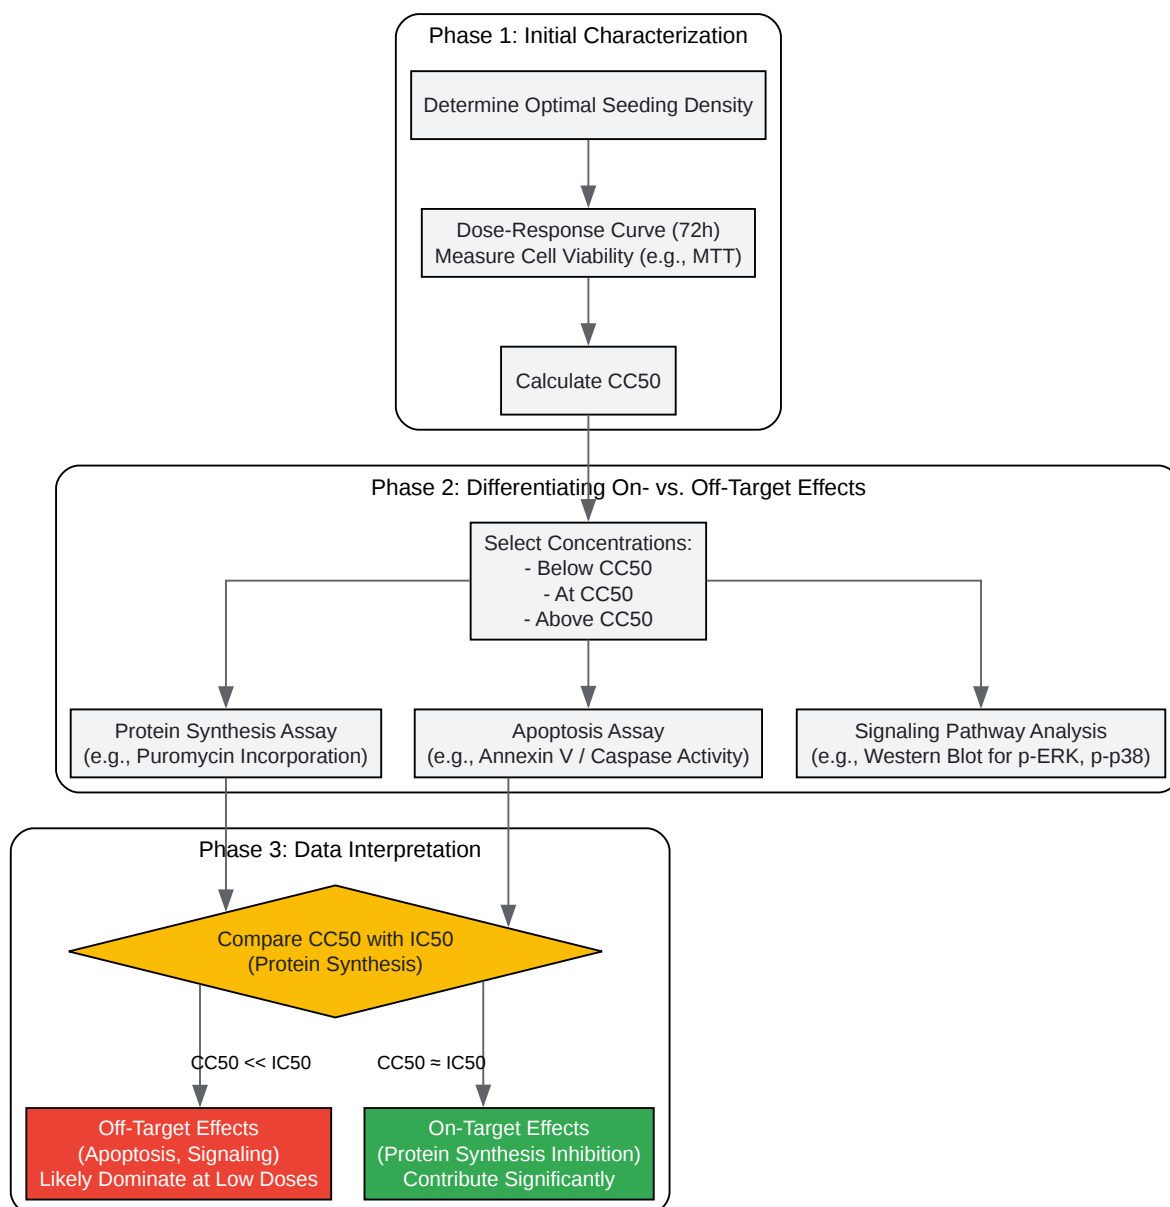 Phase 1: Initial Characterization
Determine Optimal Seeding Density
Dose-Response Curve (72h)
Measure Cell Viability (e.g., MTT)
Calculate CC50
Phase 2: Differentiating On- vs. Off-Target Effects
Select Concentrations:
- Below CC50
- At CC50
- Above CC50
Protein Synthesis Assay
(e.g., Puromycin Incorporation)
Apoptosis Assay
(e.g., Annexin V / Caspase Activity)
Signaling Pathway Analysis
(e.g., Western Blot for p-ERK, p-p38)
Phase 3: Data Interpretation
Compare CC50 with IC50
(Protein Synthesis)
CC50 << IC50
CC50 ≈ IC50
Off-Target Effects
(Apoptosis, Signaling)
Likely Dominate at Low Doses
On-Target Effects
(Protein Synthesis Inhibition)
Contribute Significantly